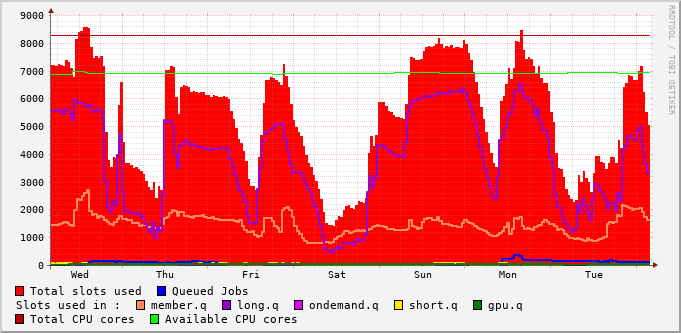 9000
8000
7000
6000
5000
4000
3000
2000
1000
0
Wed Thu Fri Sat Sun Mon Tue
RRDTOOL / TOBI OETIKER
Total slots used Queued Jobs
Slots used in : member.q long.q ondemand.q short.q gpu.q
Total CPU cores Available CPU cores